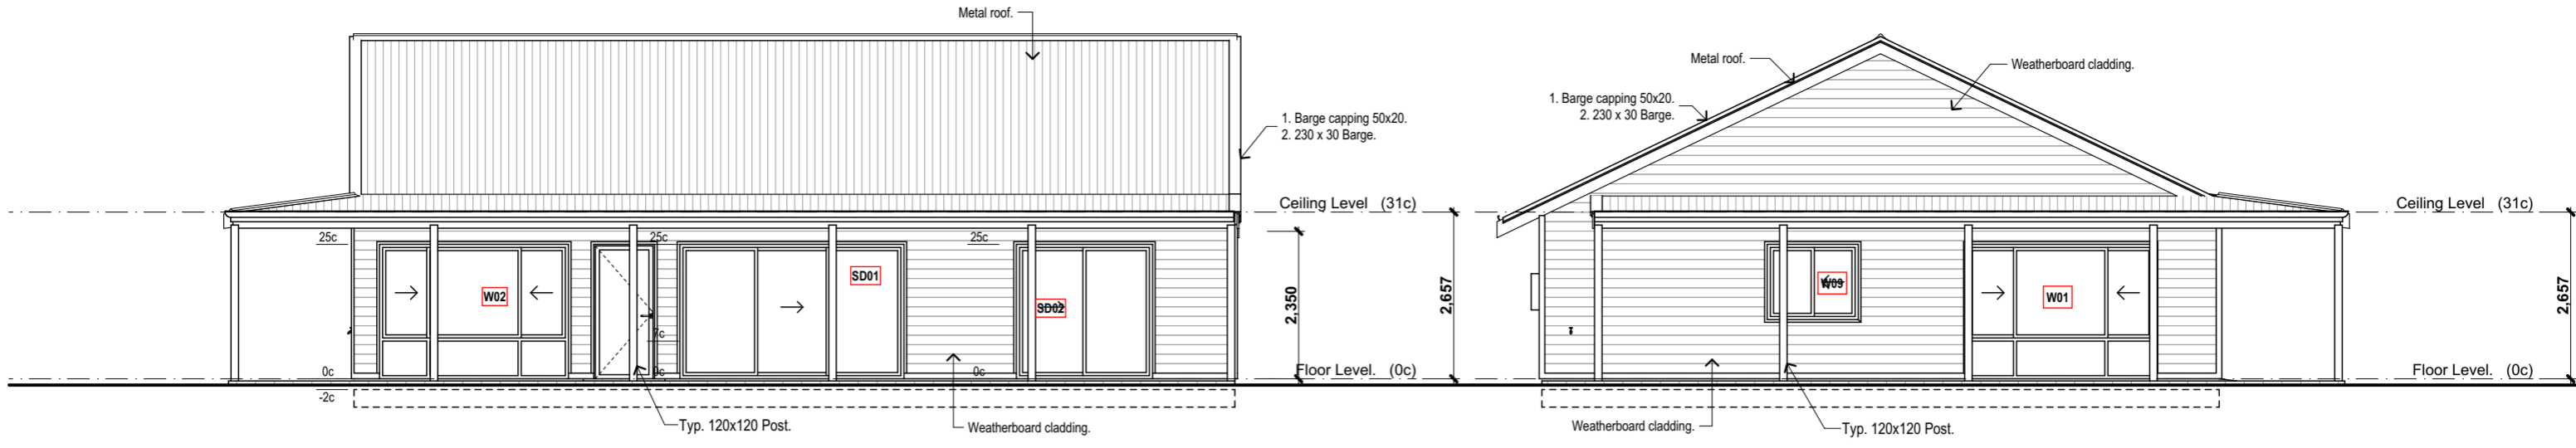 Metal roof.
1. Barge capping 50x20.
2. 230 x 30 Barge.
Ceiling Level (31c)
25c
25c
25c
SD01
W02
SD02
7c
2,350
2,657
0c
0c
0c
Floor Level. (0c)
-2c
Typ. 120x120 Post.
Weatherboard cladding.
Metal roof.
Weatherboard cladding.
1. Barge capping 50x20.
2. 230 x 30 Barge.
Ceiling Level (31c)
W09
W01
2,657
Floor Level. (0c)
Weatherboard cladding.
Typ. 120x120 Post.